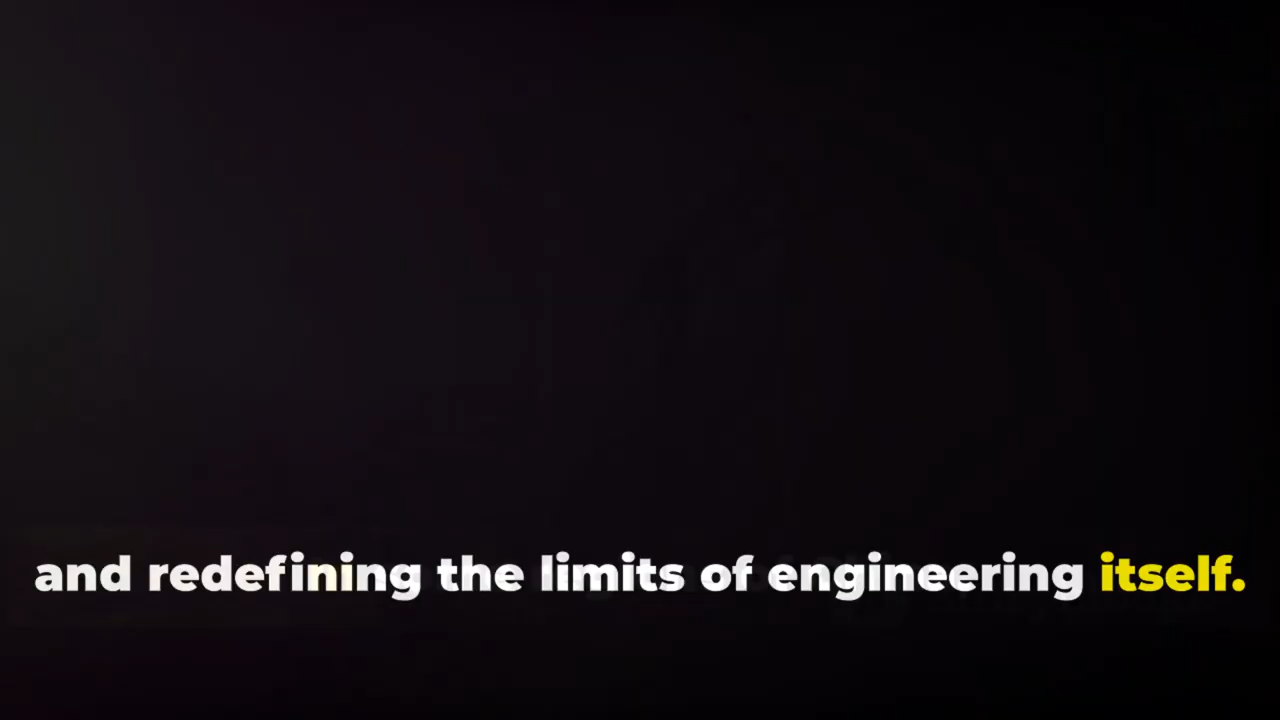 and redefining the limits of engineering itself.